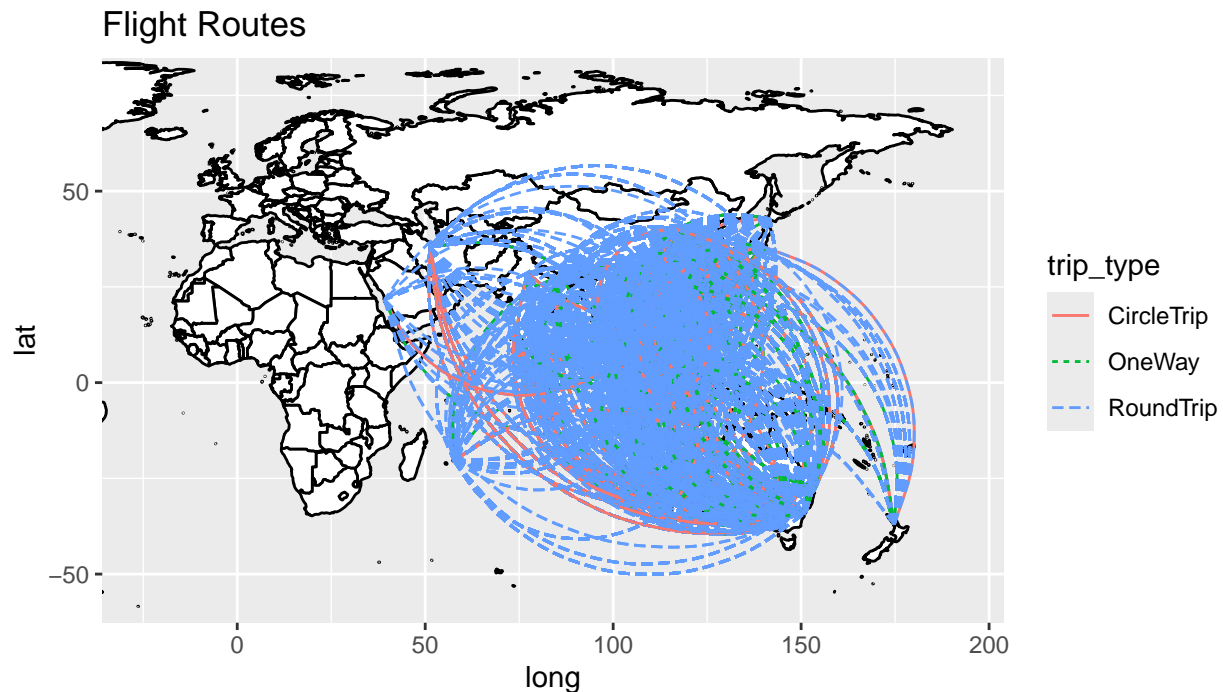 Flight Routes
50
0
−50
lat
0
50
100
150
200
long
trip_type
CircleTrip
OneWay
RoundTrip